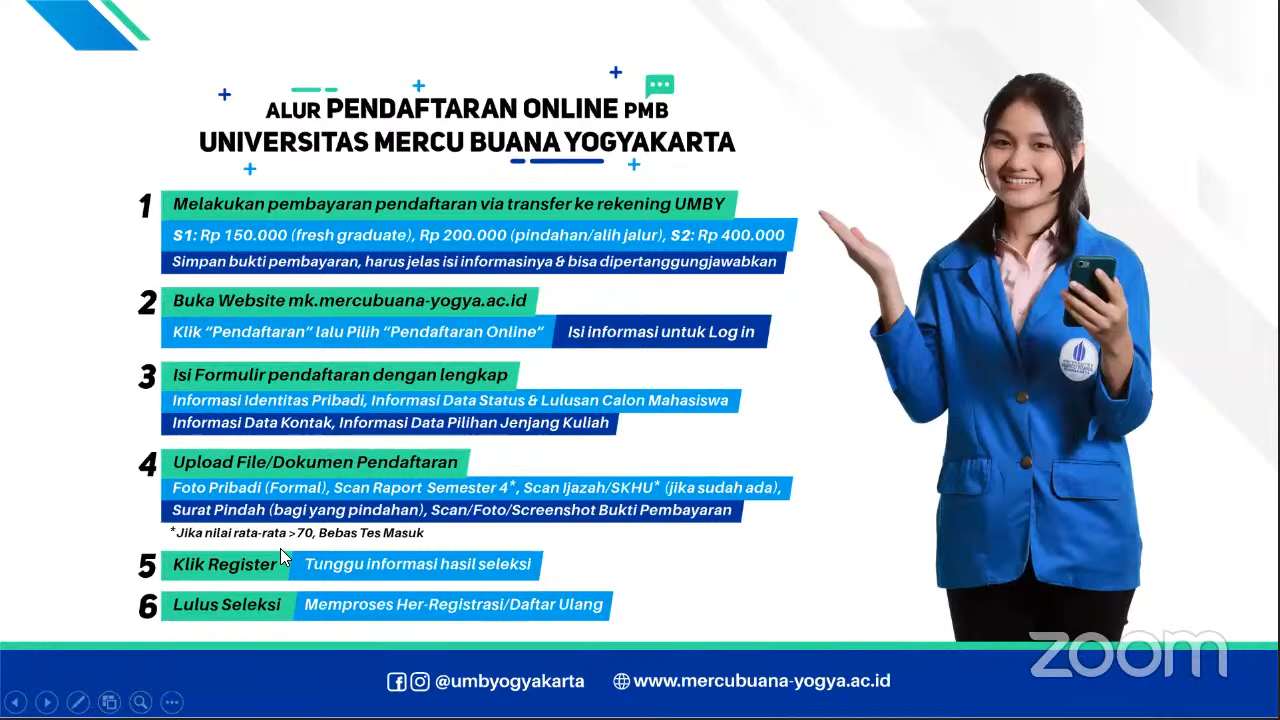 ALUR PENDAFTARAN ONLINE PMB
UNIVERSITAS MERCU BUANA YOGYAKARTA
1 Melakukan pembayaran pendaftaran via transfer ke rekening UMBY
S1: Rp 150.000 (fresh graduate), Rp 200.000 (pindahan/alih jalur), S2: Rp 400.000
Simpan bukti pembayaran, harus jelas isi informasinya & bisa dipertanggungjawabkan
2 Buka Website mk.mercubuana-yogya.ac.id
Klik “Pendaftaran” lalu Pilih “Pendaftaran Online” Isi informasi untuk Log in
3 Isi Formulir pendaftaran dengan lengkap
Informasi Identitas Pribadi, Informasi Data Status & Lulusan Calon Mahasiswa
Informasi Data Kontak, Informasi Data Pilihan Jenjang Kuliah
4 Upload File/Dokumen Pendaftaran
Foto Pribadi (Formal), Scan Raport Semester 4*, Scan Ijazah/SKHU* (jika sudah ada),
Surat Pindah (bagi yang pindahan), Scan/Foto/Screenshot Bukti Pembayaran
*Jika nilai rata-rata >70, Bebas Tes Masuk
5 Klik Register Tunggu informasi hasil seleksi
6 Lulus Seleksi Memproses Her-Registrasi/Daftar Ulang
zoom
@umbyogyakarta www.mercubuana-yogya.ac.id